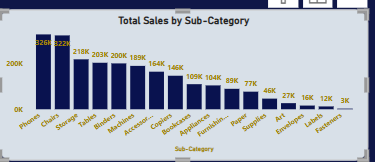 Total Sales by Sub-Category
326K 322K 218K 203K 200K 189K 164K 146K 109K 104K 89K 77K 46K 27K 16K 12K 3K
200K
0K
Phones Chairs Storage Tables Binders Machines Accessor... Copiers Bookcases Appliances Furnishin... Paper Supplies Art Envelopes Labels Fasteners
Sub-Category